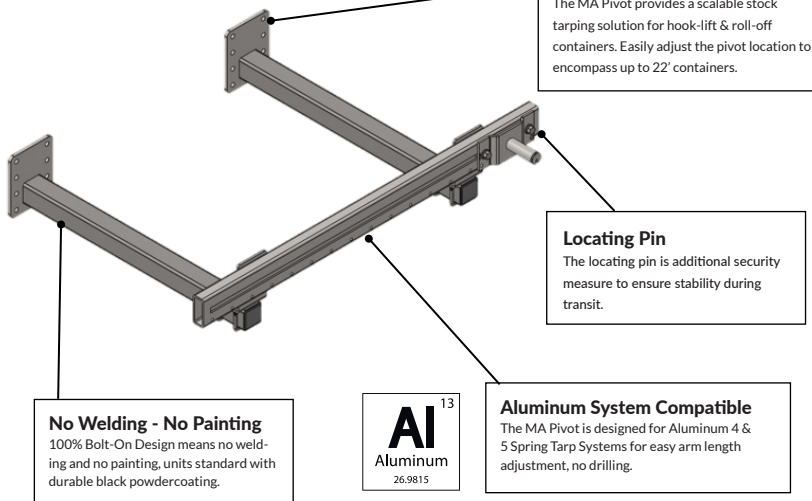 The MA Pivot provides a scalable stock
tarping solution for hook-lift & roll-off
containers. Easily adjust the pivot location to
encompass up to 22’ containers.
Locating Pin
The locating pin is additional security
measure to ensure stability during
transit.
No Welding - No Painting
100% Bolt-On Design means no weld-
ing and no painting, units standard with
durable black powdercoating.
13
Al
Aluminum
26.9815
Aluminum System Compatible
The MA Pivot is designed for Aluminum 4 &
5 Spring Tarp Systems for easy arm length
adjustment, no drilling.